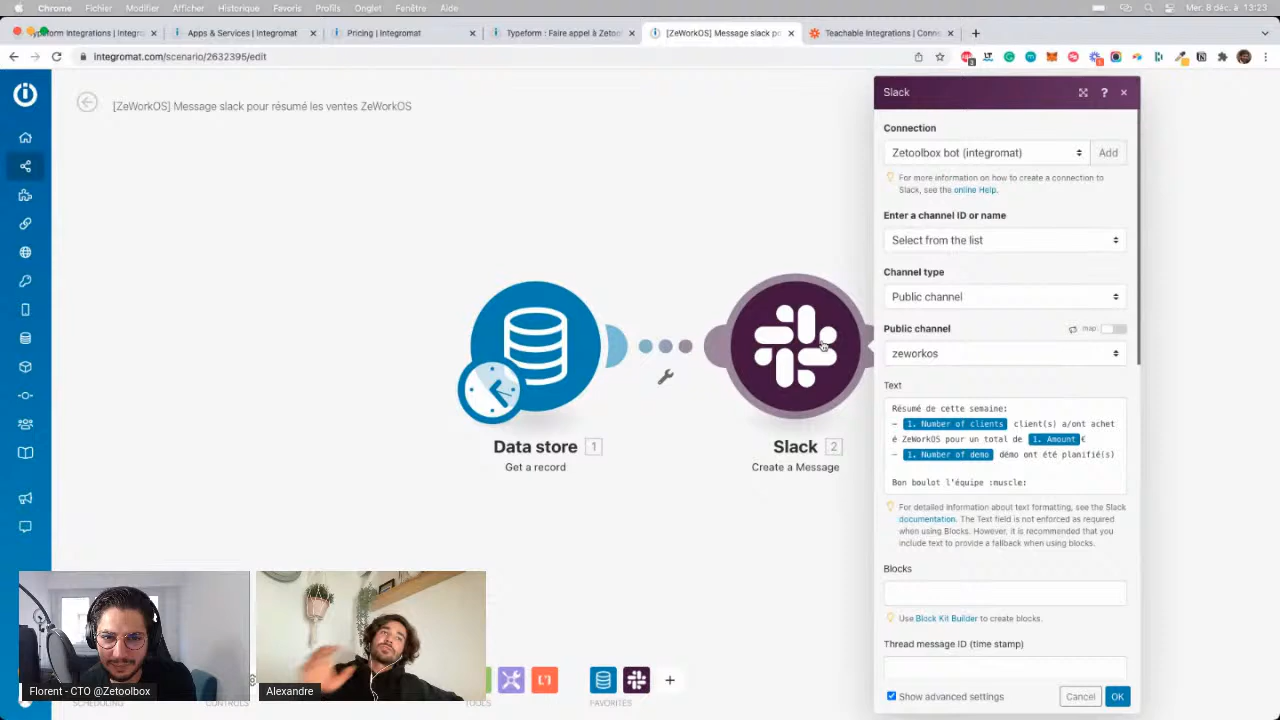 Chrome Fichier Modifier Affichage Historique Favoris Profils Onglet Fenêtre Aide Mer. 8 déc. à 13:23
Typeform Integrations | Integr Apps & Services | Integromat Pricing | Integromat Typeform : Faire appel à Zetool [ZeWorkOS] Message slack po Teachable Integrations | Conn
integromat.com/scenario/2632395/edit
[ZeWorkOS] Message slack pour résumé les ventes ZeWorkOS
Slack
Connection
Zetoolbox bot (integromat) Add
For more information on how to create a connection to
Slack, see the online Help.
Enter a channel ID or name
Select from the list
Channel type
Public channel
Public channel map
zeworkos
Text
Résumé de cette semaine:
– 1. Number of clients client(s) a/ont achet
é ZeWorkOS pour un total de 1. Amount €
– 1. Number of demo démo ont été planifié(s)
Bon boulot l'équipe :muscle:
For detailed information about text formatting, see the Slack
documentation. The Text field is not enforced as required
when using Blocks. However, it is recommended that you
include text to provide a fallback when using blocks.
Blocks
Use Block Kit Builder to create blocks.
Thread message ID (time stamp)
Show advanced settings Cancel OK
Data store 1
Get a record
Slack 2
Create a Message
Florent - CTO @Zetoolbox
Alexandre
SCHEDULING CONTROLS TOOLS FAVORITES